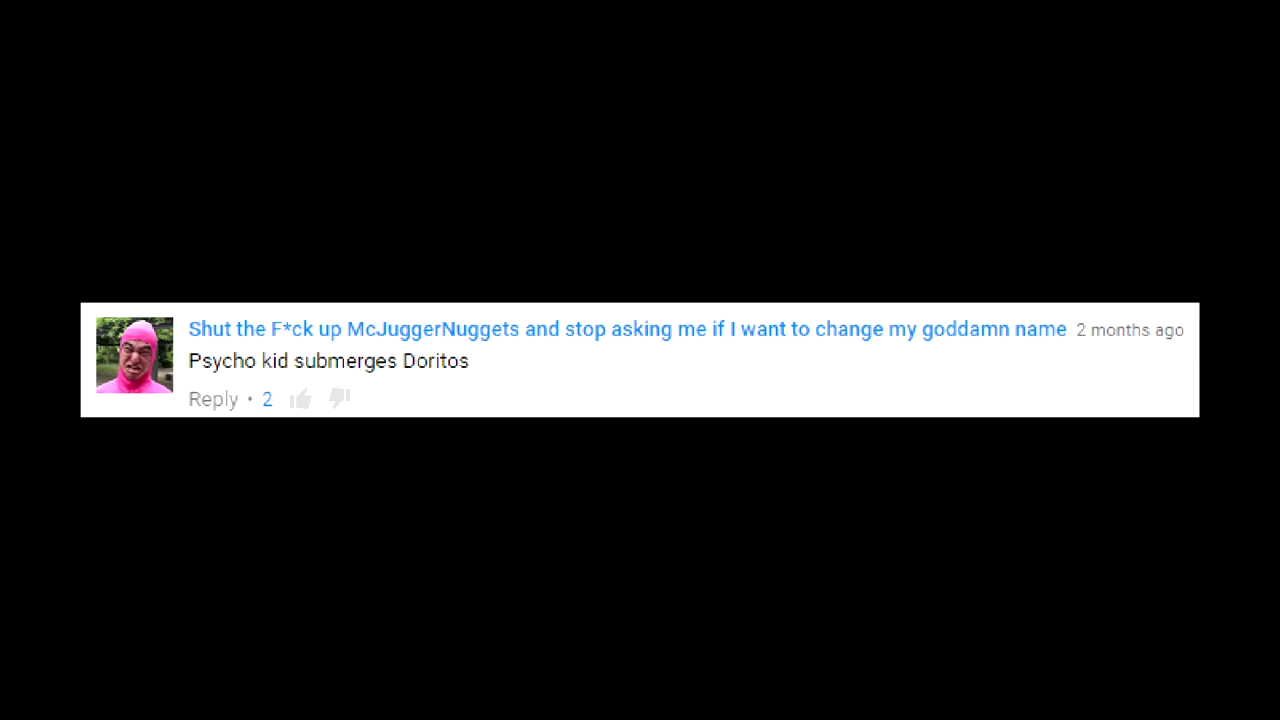 Shut the F*ck up McJuggerNuggets and stop asking me if I want to change my goddamn name 2 months ago
Psycho kid submerges Doritos
Reply • 2